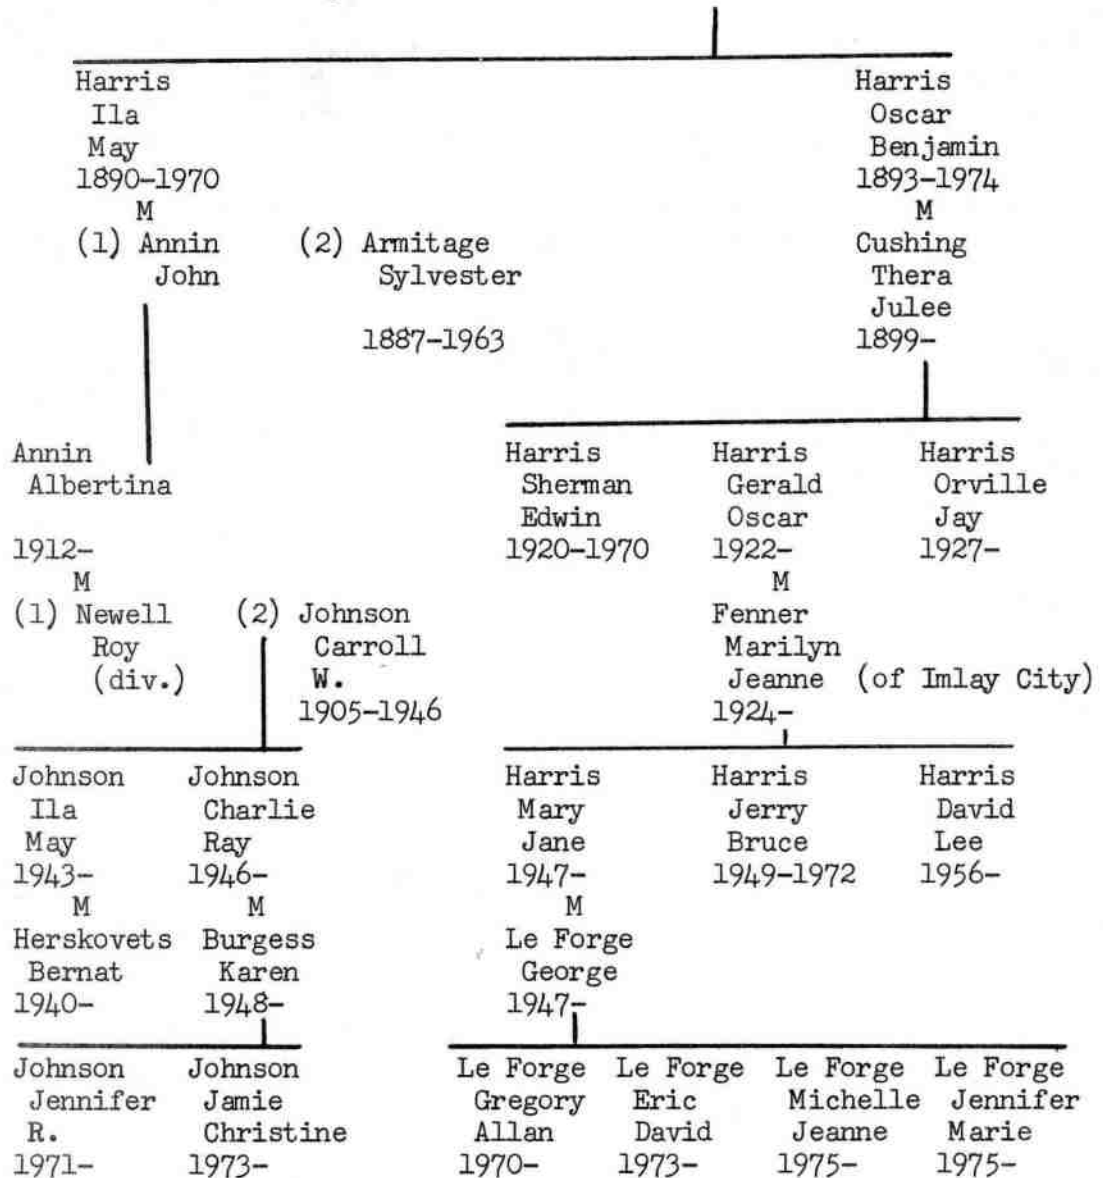 Harris
Ila
May
1890-1970
M
(1) Annin
John
(2) Armitage
Sylvester
1887-1963
Harris
Oscar
Benjamin
1893-1974
M
Cushing
Thera
Julee
1899-
Annin
Albertina
1912-
M
(1) Newell
Roy
(div.)
(2) Johnson
Carroll
W.
1905-1946
Harris
Sherman
Edwin
1920-1970
Harris
Gerald
Oscar
1922-
M
Fenner
Marilyn
Jeanne (of Imlay City)
1924-
Harris
Orville
Jay
1927-
Johnson
Ila
May
1943-
M
Herskovets
Bernat
1940-
Johnson
Charlie
Ray
1946-
M
Burgess
Karen
1948-
Harris
Mary
Jane
1947-
M
Le Forge
George
1947-
Harris
Jerry
Bruce
1949-1972
Harris
David
Lee
1956-
Johnson
Jennifer
R.
1971-
Johnson
Jamie
Christine
1973-
Le Forge
Gregory
Allan
1970-
Le Forge
Eric
David
1973-
Le Forge
Michelle
Jeanne
1975-
Le Forge
Jennifer
Marie
1975-